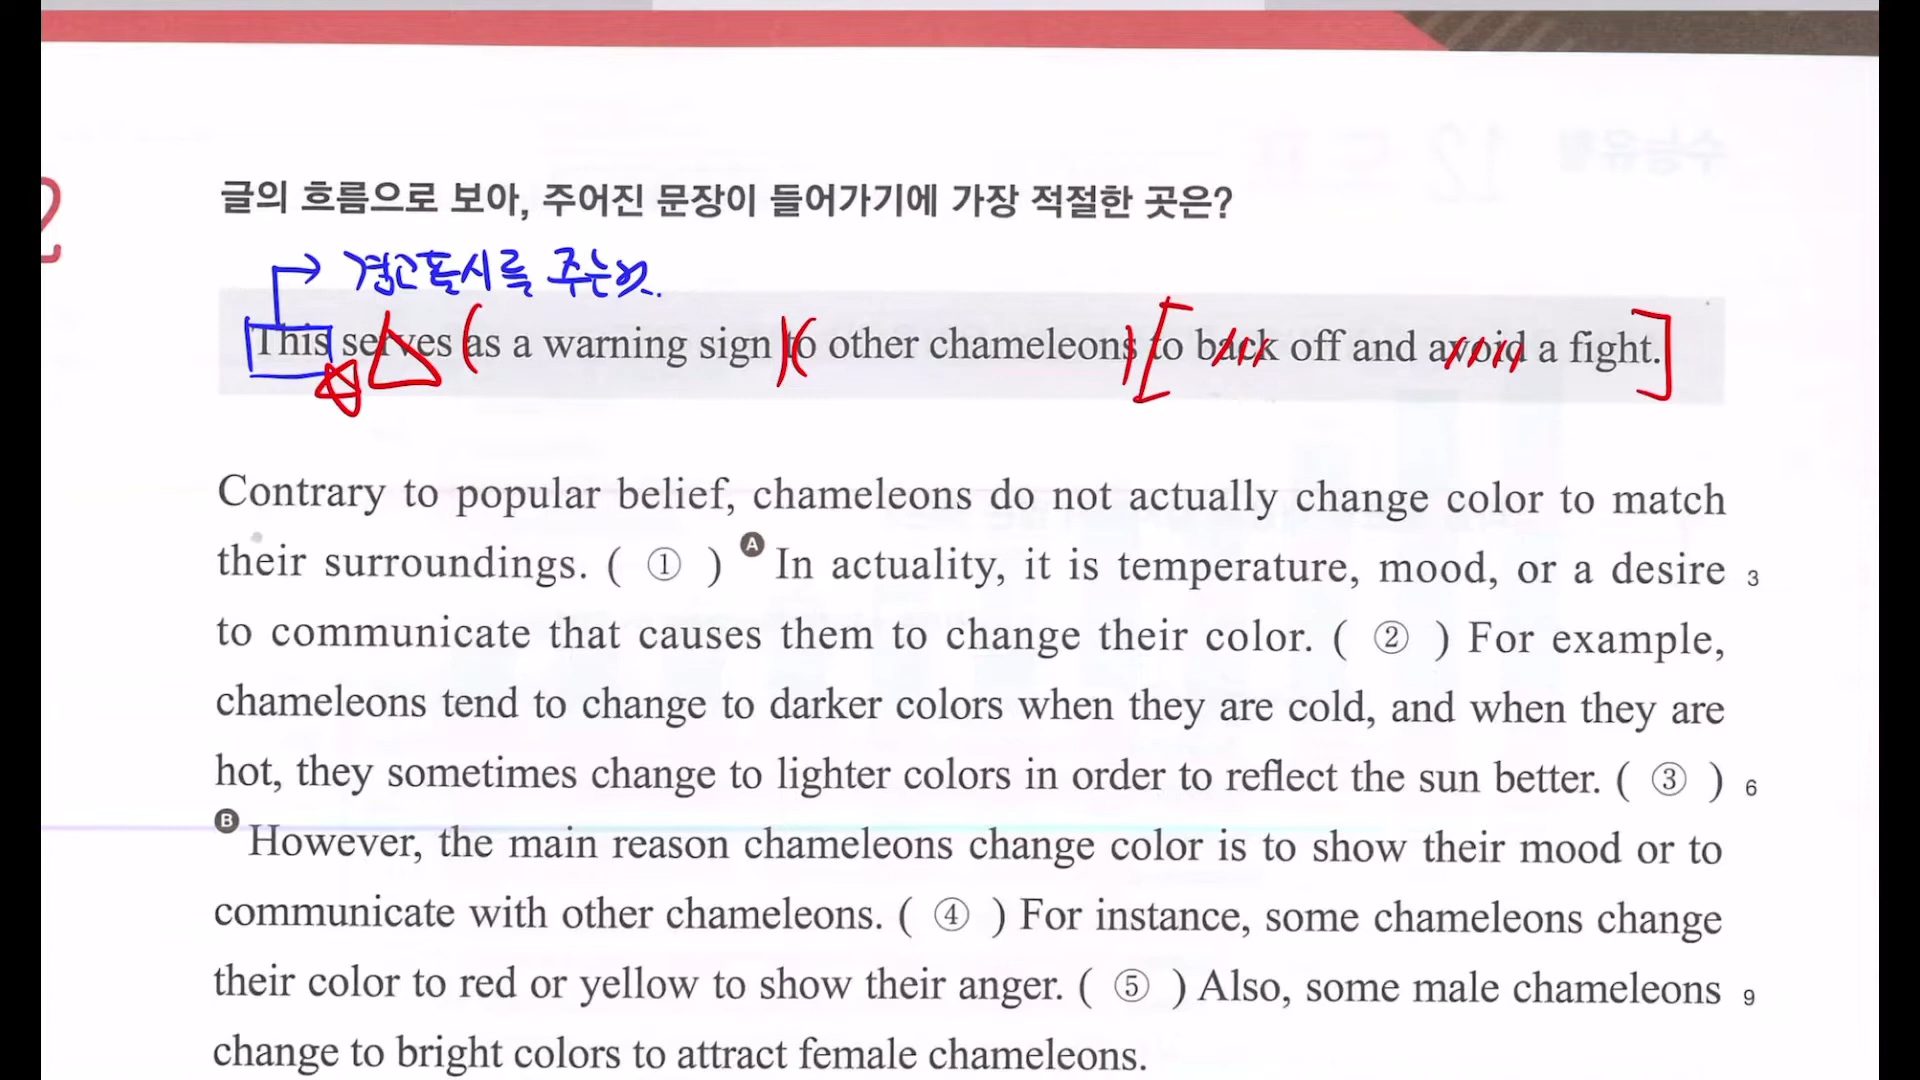 2
글의 흐름으로 보아, 주어진 문장이 들어가기에 가장 적절한 곳은?
경고표시를 주는것.
This serves as a warning sign to other chameleons to back off and avoid a fight.
Contrary to popular belief, chameleons do not actually change color to match
their surroundings. ( ① ) A In actuality, it is temperature, mood, or a desire 3
to communicate that causes them to change their color. ( ② ) For example,
chameleons tend to change to darker colors when they are cold, and when they are
hot, they sometimes change to lighter colors in order to reflect the sun better. ( ③ ) 6
B However, the main reason chameleons change color is to show their mood or to
communicate with other chameleons. ( ④ ) For instance, some chameleons change
their color to red or yellow to show their anger. ( ⑤ ) Also, some male chameleons 9
change to bright colors to attract female chameleons.